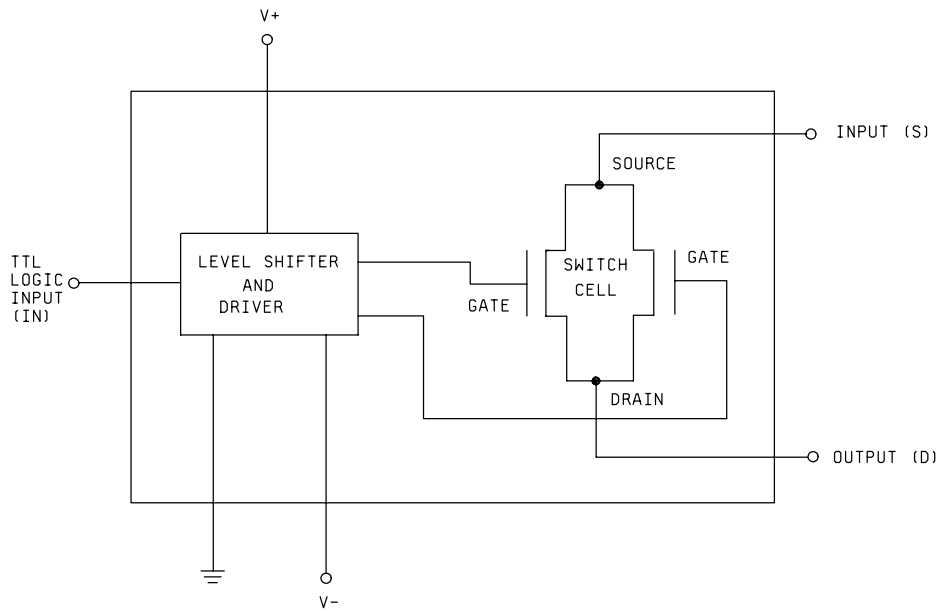 V+
INPUT (S)
SOURCE
TTL
LOGIC
INPUT
(IN)
LEVEL SHIFTER
AND
DRIVER
GATE
SWITCH
CELL
GATE
DRAIN
OUTPUT (D)
V-